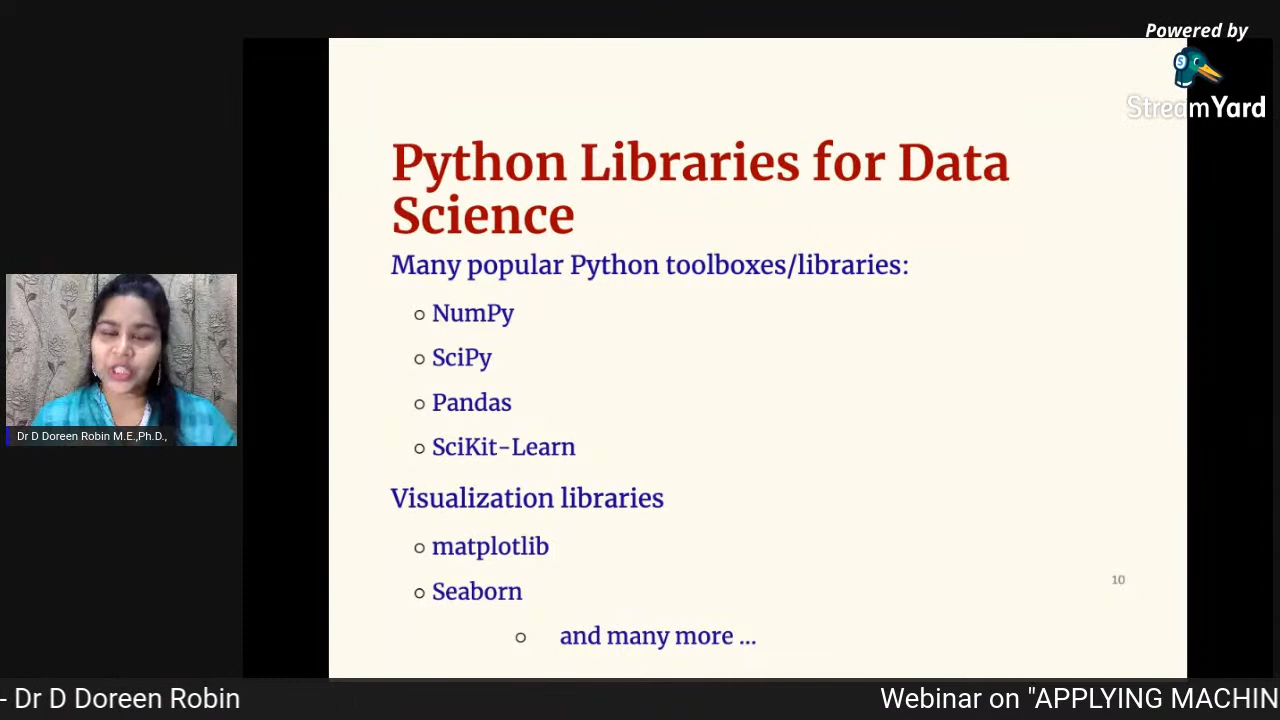 Powered by
StreamYard
Python Libraries for Data
Science
Many popular Python toolboxes/libraries:
NumPy
SciPy
Pandas
SciKit-Learn
Visualization libraries
matplotlib
Seaborn
and many more ...
10
Dr D Doreen Robin M.E.,Ph.D.,
- Dr D Doreen Robin
Webinar on "APPLYING MACHIN